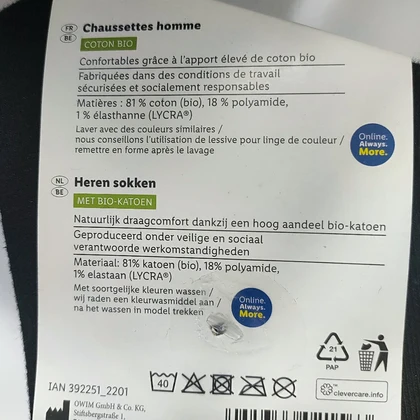 FR
BE
Chaussettes homme
COTON BIO
Confortables grâce à l'apport élevé de coton bio
Fabriquées dans des conditions de travail
sécurisées et socialement responsables
Matières : 81 % coton (bio), 18 % polyamide,
1 % élasthanne (LYCRA®)
Laver avec des couleurs similaires /
nous conseillons l'utilisation de lessive pour linge de couleur /
remettre en forme après le lavage
Online.
Always.
More.
NL
BE
Heren sokken
MET BIO-KATOEN
Natuurlijk draagcomfort dankzij een hoog aandeel bio-katoen
Geproduceerd onder veilige en sociaal
verantwoorde werkomstandigheden
Materiaal: 81% katoen (bio), 18% polyamide,
1% elastaan (LYCRA®)
Met soortgelijke kleuren wassen /
wij raden een kleurwasmiddel aan /
na het wassen in model trekken
Online.
Always.
More.
21
PAP
IAN 392251_2201
40
clevercare.info
OWIM GmbH & Co. KG,
Stiftsbergstraße 1,